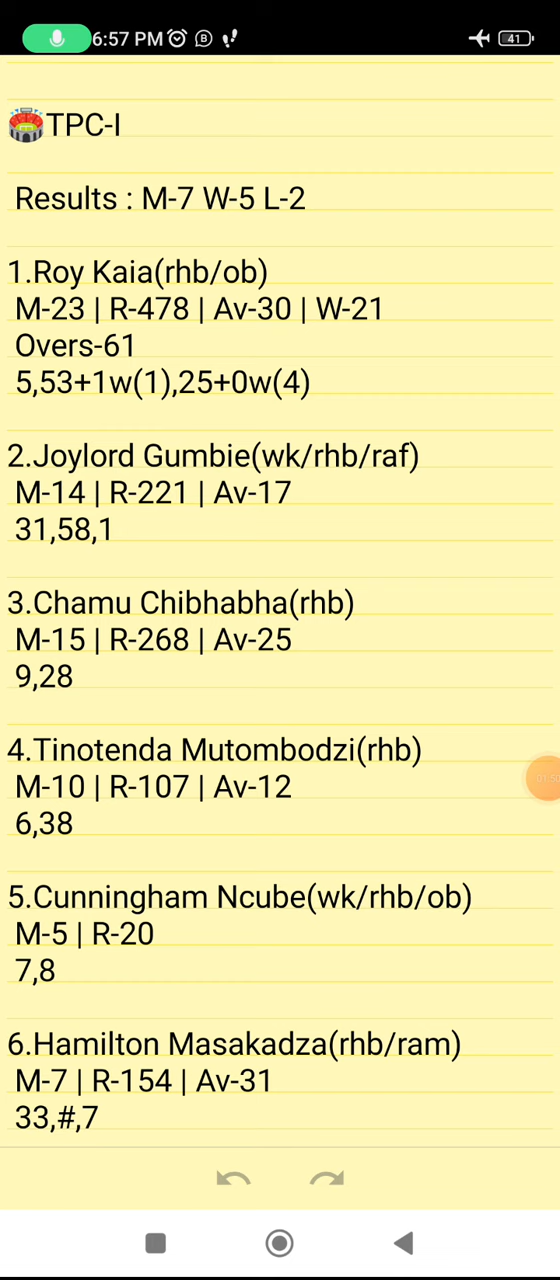 6:57 PM
41
TPC-I
Results : M-7 W-5 L-2
1.Roy Kaia(rhb/ob)
M-23 | R-478 | Av-30 | W-21
Overs-61
5,53+1w(1),25+0w(4)
2.Joylord Gumbie(wk/rhb/raf)
M-14 | R-221 | Av-17
31,58,1
3.Chamu Chibhabha(rhb)
M-15 | R-268 | Av-25
9,28
4.Tinotenda Mutombodzi(rhb)
M-10 | R-107 | Av-12
6,38
5.Cunningham Ncube(wk/rhb/ob)
M-5 | R-20
7,8
6.Hamilton Masakadza(rhb/ram)
M-7 | R-154 | Av-31
33,#,7